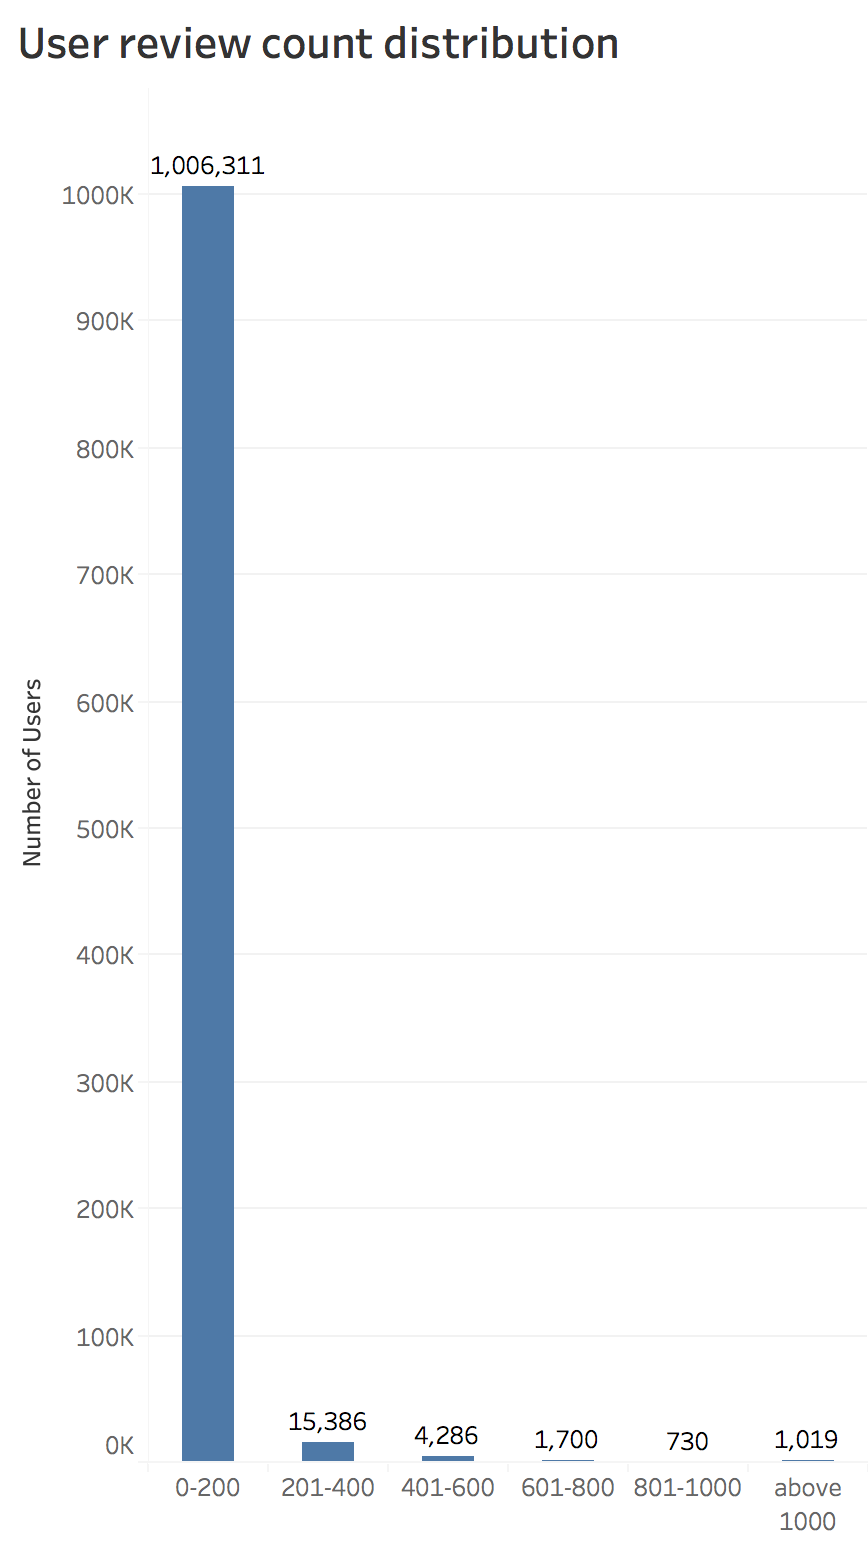 User review count distribution
1,006,311
1000K
900K
800K
700K
600K
500K
400K
300K
200K
100K
0K
Number of Users
15,386
4,286
1,700
730
1,019
0-200
201-400
401-600
601-800
801-1000
above
1000